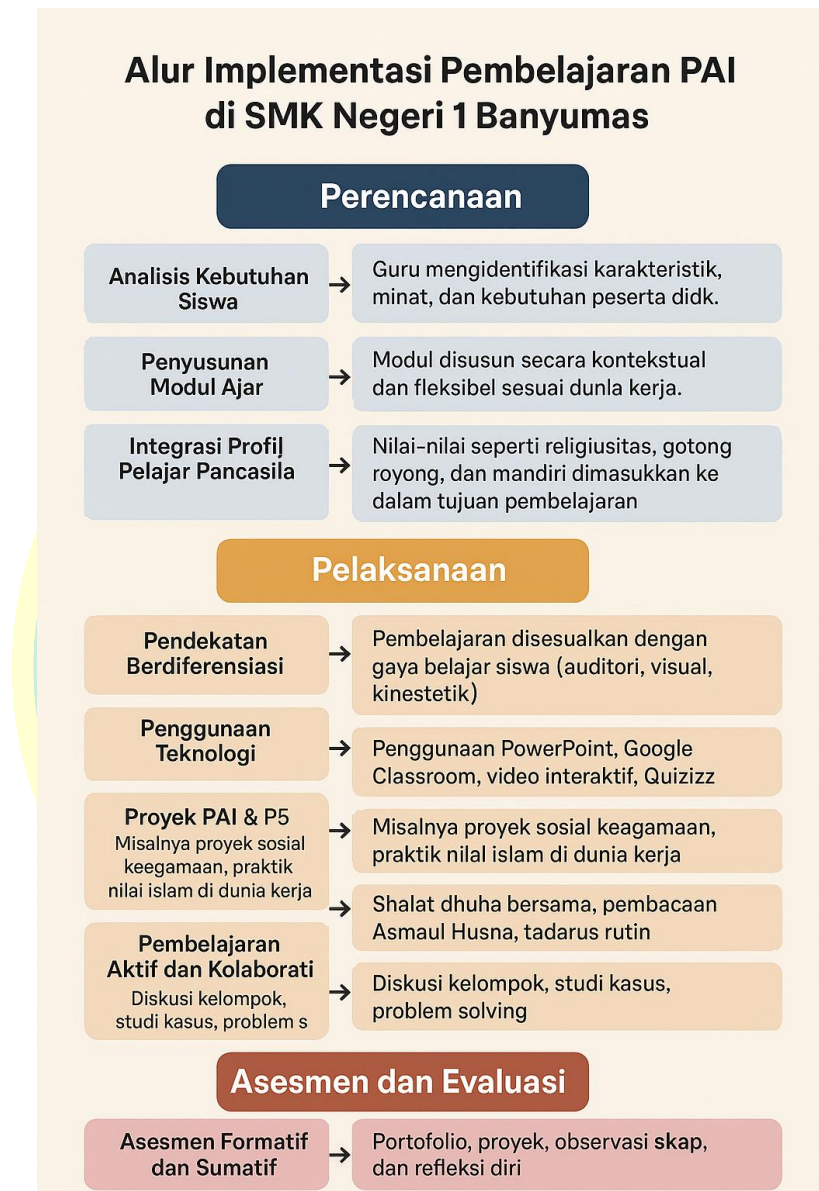 Alur Implementasi Pembelajaran PAI
di SMK Negeri 1 Banyumas
Perencanaan
Analisis Kebutuhan
Siswa
Guru mengidentifikasi karakteristik,
minat, dan kebutuhan peserta didk.
Penyusunan
Modul Ajar
Modul disusun secara kontekstual
dan fleksibel sesuai dunla kerja.
Integrasi Profil
Pelajar Pancasila
Nilai-nilai seperti religiusitas, gotong
royong, dan mandiri dimasukkan ke
dalam tujuan pembelajaran
Pelaksanaan
Pendekatan
Berdiferensiasi
Pembelajaran disesualkan dengan
gaya belajar siswa (auditori, visual,
kinestetik)
Penggunaan
Teknologi
Penggunaan PowerPoint, Google
Classroom, video interaktif, Quizizz
Proyek PAI & P5
Misalnya proyek sosial
keegamaan, praktik
nilai islam di dunia kerja
Misalnya proyek sosial keagamaan,
praktik nilal islam di dunia kerja
Shalat dhuha bersama, pembacaan
Asmaul Husna, tadarus rutin
Pembelajaran
Aktif dan Kolaborati
Diskusi kelompok,
studi kasus, problem s
Diskusi kelompok, studi kasus,
problem solving
Asesmen dan Evaluasi
Asesmen Formatif
dan Sumatif
Portofolio, proyek, observasi skap,
dan refleksi diri